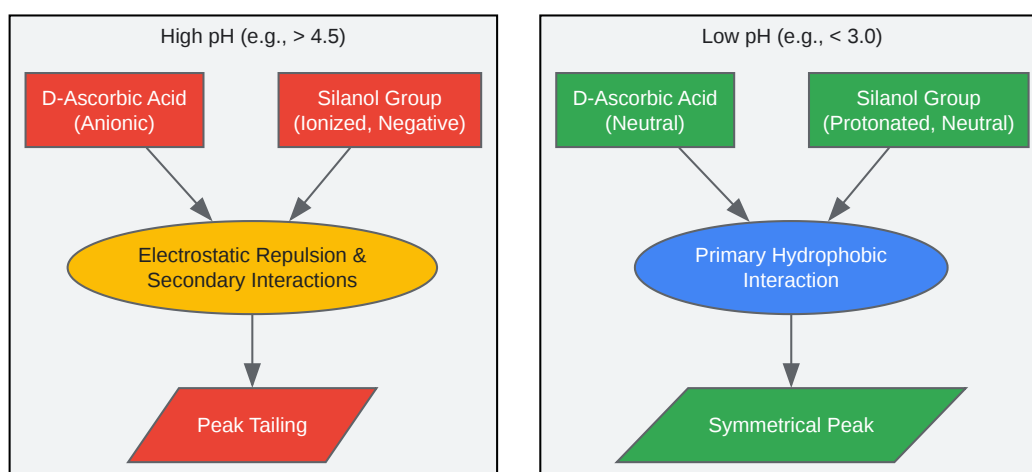 High pH (e.g., > 4.5)
D-Ascorbic Acid
(Anionic)
Silanol Group
(Ionized, Negative)
Electrostatic Repulsion &
Secondary Interactions
Peak Tailing
Low pH (e.g., < 3.0)
D-Ascorbic Acid
(Neutral)
Silanol Group
(Protonated, Neutral)
Primary Hydrophobic
Interaction
Symmetrical Peak